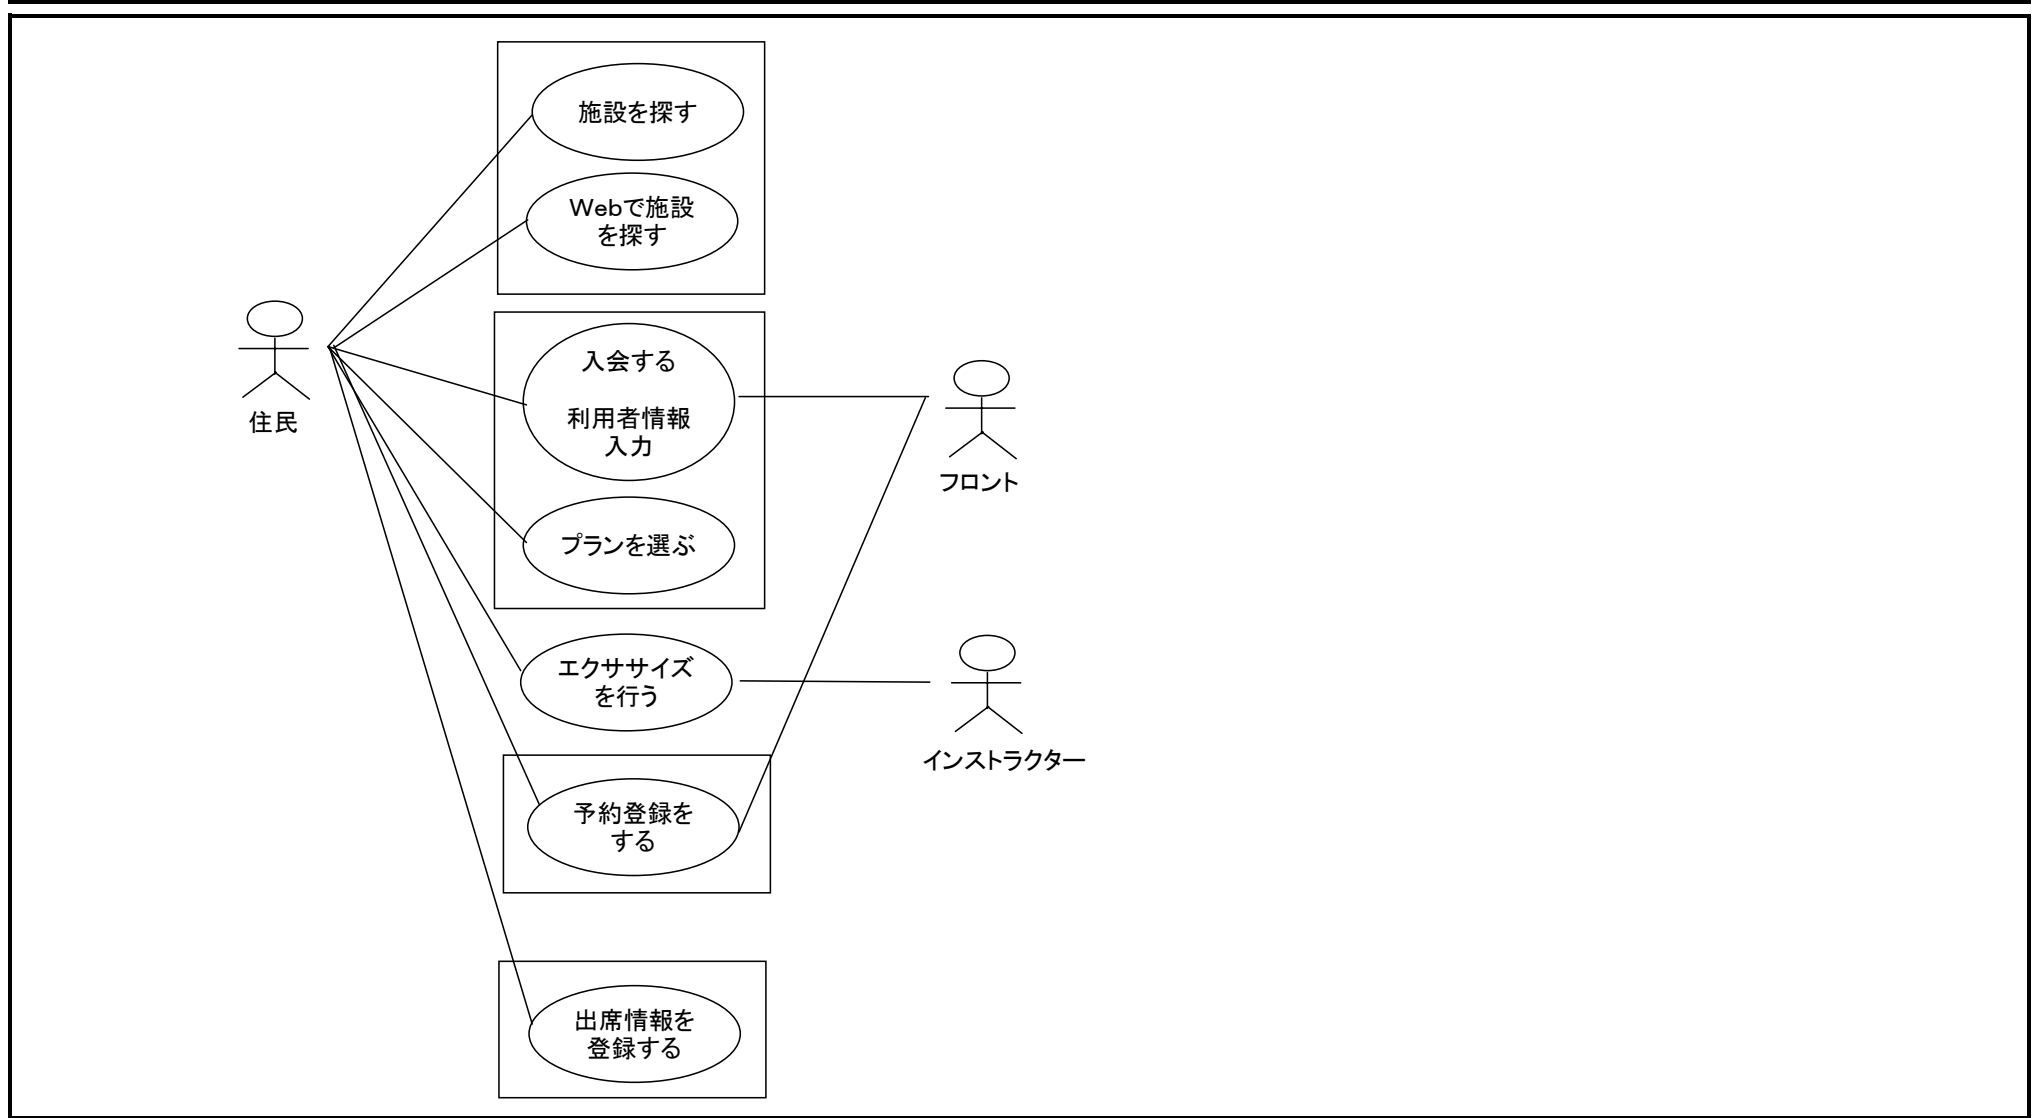 施設を探す
Webで施設
を探す
入会する
利用者情報
入力
住民
フロント
プランを選ぶ
エクササイズ
を行う
インストラクター
予約登録を
する
出席情報を
登録する